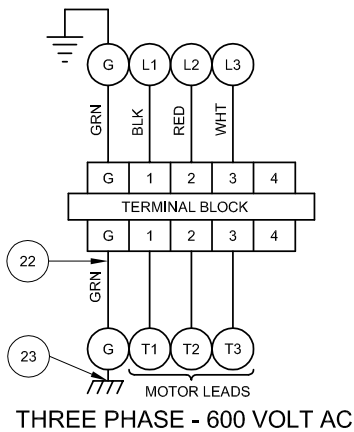 G L1 L2 L3
GRN BLK RED WHT
G 1 2 3 4
TERMINAL BLOCK
G 1 2 3 4
22
GRN
23
G T1 T2 T3
MOTOR LEADS
THREE PHASE - 600 VOLT AC